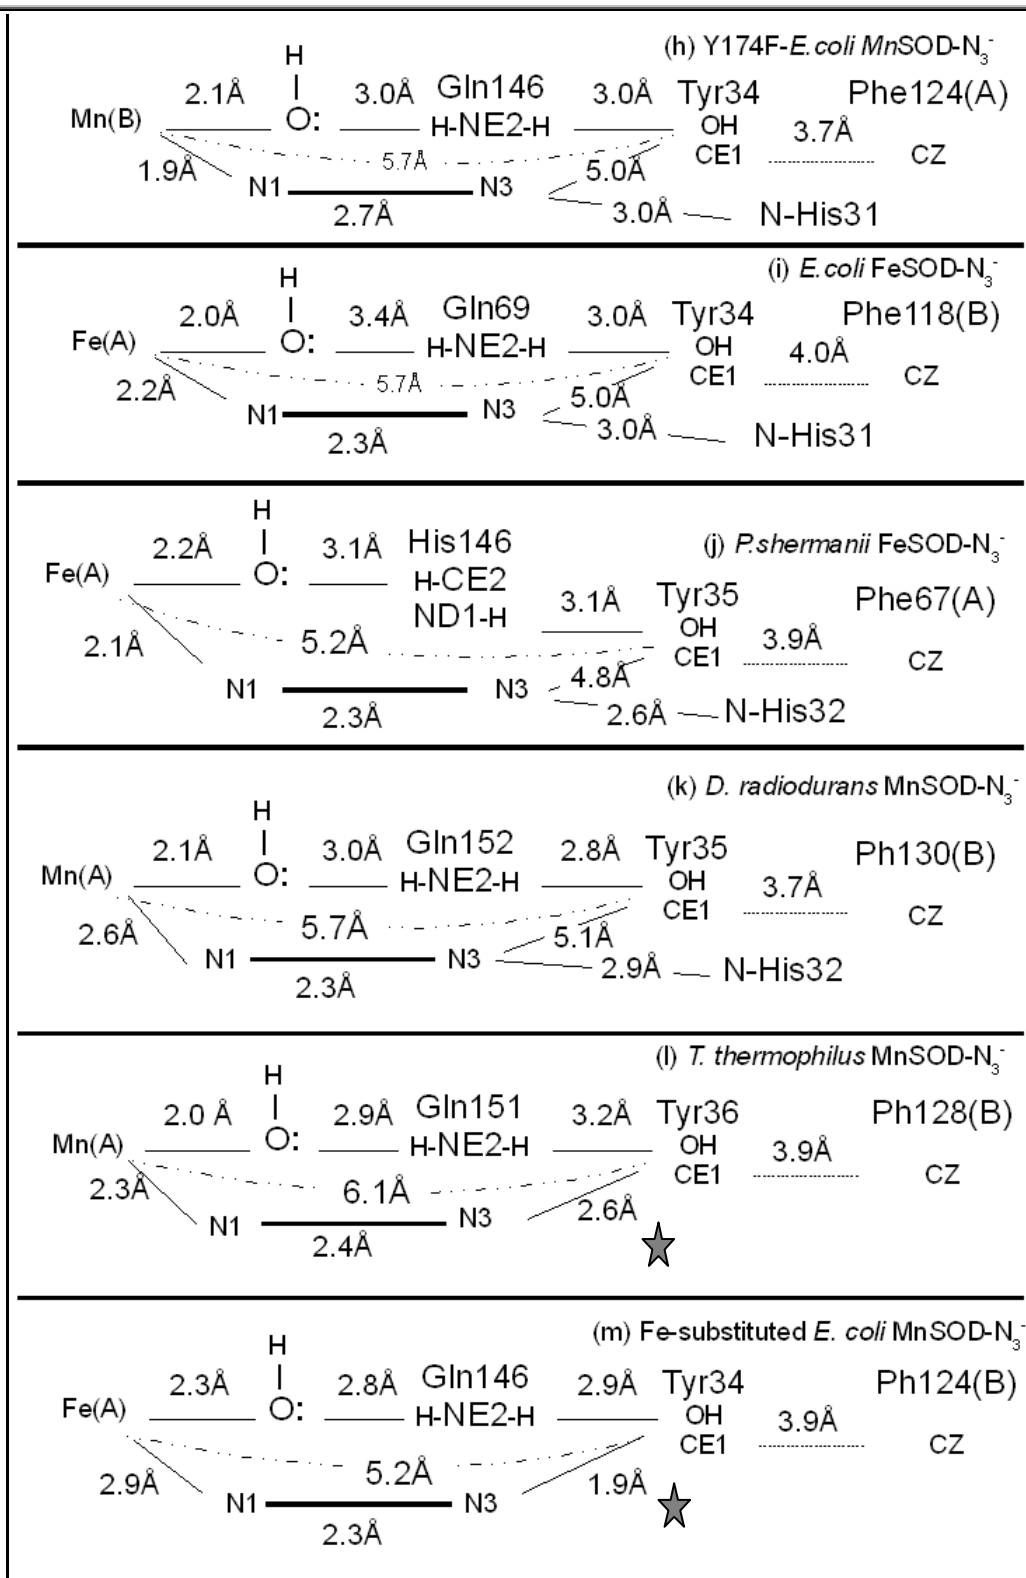 (h) Y174F-E.coli MnSOD-N3-
H
2.1Å 3.0Å Gln146 3.0Å Tyr34 Phe124(A)
Mn(B) O: H-NE2-H OH 3.7Å
5.7Å CE1 CZ
1.9Å N1 N3 5.0Å
2.7Å 3.0Å N-His31
(i) E.coli FeSOD-N3-
H
2.0Å 3.4Å Gln69 3.0Å Tyr34 Phe118(B)
Fe(A) O: H-NE2-H OH 4.0Å
5.7Å CE1 CZ
2.2Å N1 N3 5.0Å
2.3Å 3.0Å N-His31
H
2.2Å 3.1Å His146 (j) P.shermanii FeSOD-N3-
Fe(A) O: H-CE2
ND1-H 3.1Å Tyr35 Phe67(A)
OH 3.9Å
2.1Å 5.2Å CE1 CZ
N1 N3 4.8Å
2.3Å 2.6Å N-His32
(k) D. radiodurans MnSOD-N3-
H
2.1Å 3.0Å Gln152 2.8Å Tyr35 Ph130(B)
Mn(A) O: H-NE2-H OH 3.7Å
CE1 CZ
2.6Å 5.7Å 5.1Å
N1 N3 2.9Å N-His32
2.3Å
(l) T. thermophilus MnSOD-N3-
H
2.0 Å 2.9Å Gln151 3.2Å Tyr36 Ph128(B)
Mn(A) O: H-NE2-H OH 3.9Å
CE1 CZ
2.3Å 6.1Å
N1 N3 2.6Å
2.4Å
(m) Fe-substituted E. coli MnSOD-N3-
H
2.3Å 2.8Å Gln146 2.9Å Tyr34 Ph124(B)
Fe(A) O: H-NE2-H OH 3.9Å
CE1 CZ
2.9Å 5.2Å 1.9Å
N1 N3
2.3Å